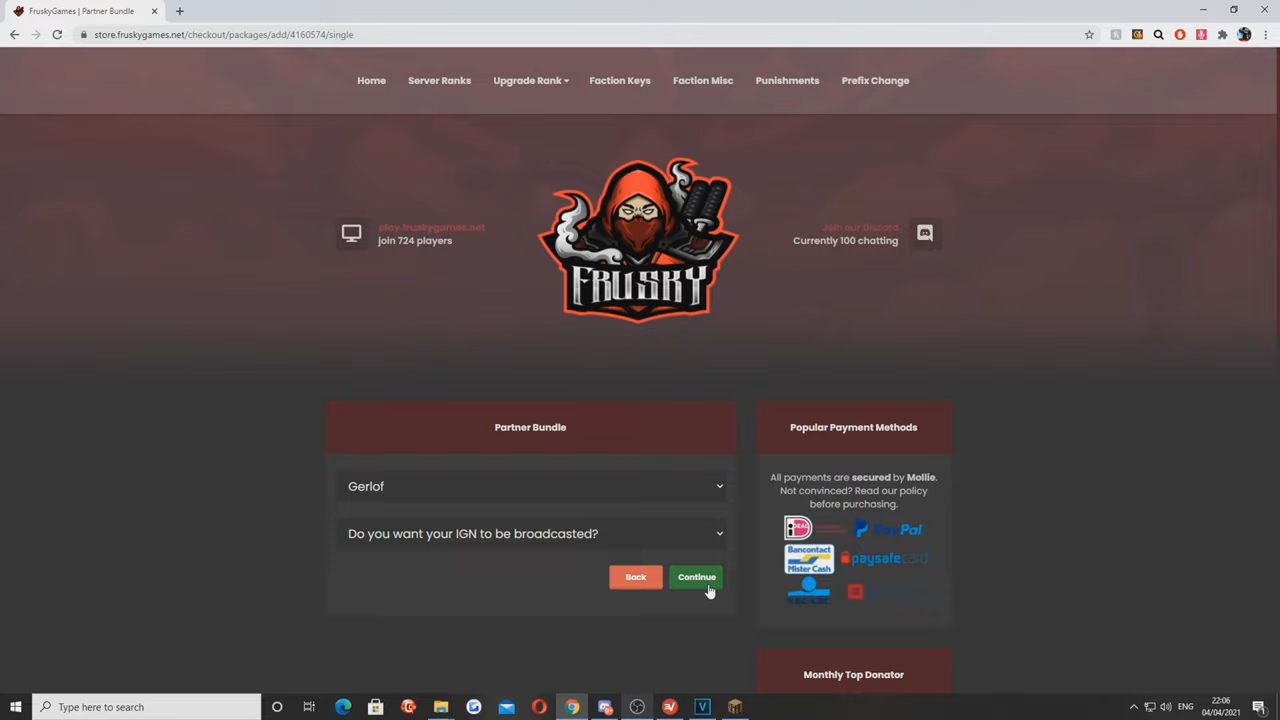 FruskyGames | Partner Bundle
store.fruskygames.net/checkout/packages/add/4160574/single
Home
Server Ranks
Upgrade Rank
Faction Keys
Faction Misc
Punishments
Prefix Change
play.fruskygames.net
join 724 players
FRUSKY
Join our Discord
Currently 100 chatting
Partner Bundle
Gerlof
Do you want your IGN to be broadcasted?
Back
Continue
Popular Payment Methods
All payments are secured by Mollie.
Not convinced? Read our policy
before purchasing.
iDEAL
PayPal
Bancontact
Mister Cash
paysafecard
KBC/CBC
Monthly Top Donator
Type here to search
ENG
22:06
04/04/2021